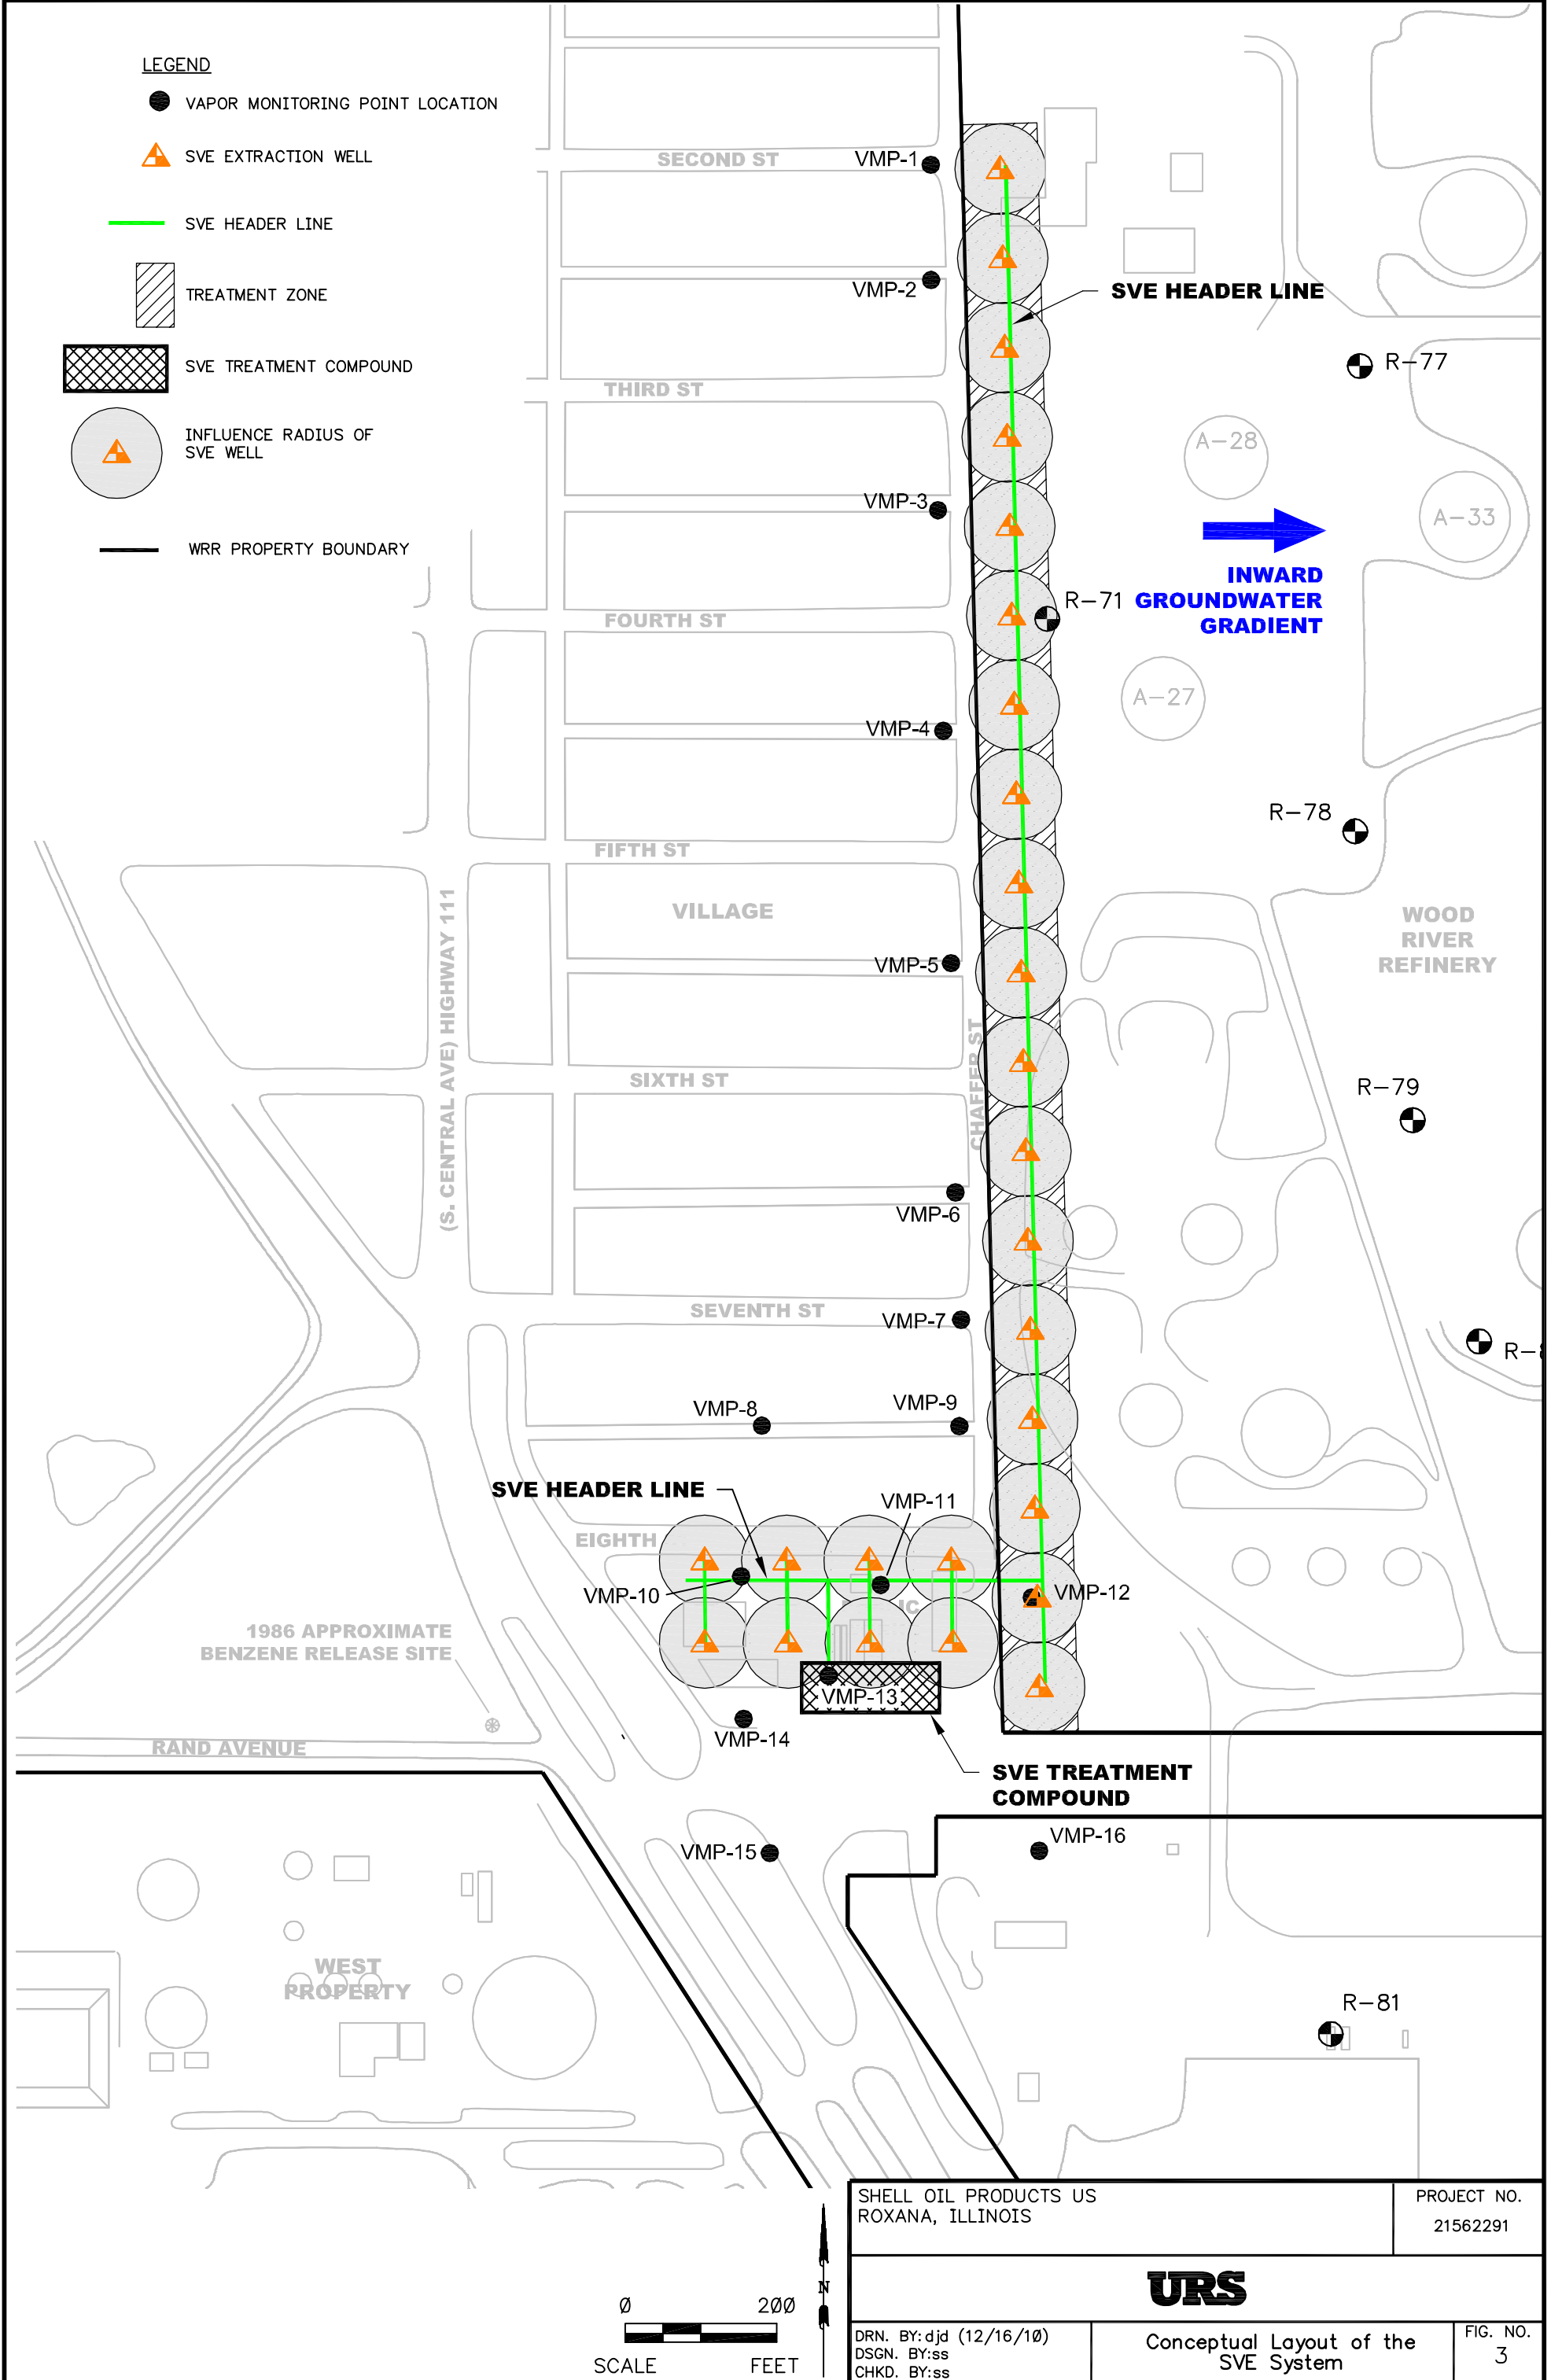 LEGEND
VAPOR MONITORING POINT LOCATION
SVE EXTRACTION WELL
SVE HEADER LINE
TREATMENT ZONE
SVE TREATMENT COMPOUND
INFLUENCE RADIUS OF
SVE WELL
WRR PROPERTY BOUNDARY
SECOND ST
VMP-1
VMP-2
SVE HEADER LINE
THIRD ST
R-77
A-28
VMP-3
A-33
INWARD
GROUNDWATER
GRADIENT
R-71
FOURTH ST
A-27
VMP-4
R-78
FIFTH ST
VILLAGE
WOOD
RIVER
REFINERY
(S. CENTRAL AVE) HIGHWAY 111
VMP-5
CHAFFER ST
SIXTH ST
R-79
VMP-6
SEVENTH ST
VMP-7
VMP-8
VMP-9
SVE HEADER LINE
VMP-11
EIGHTH
VMP-10
VMP-12
1986 APPROXIMATE
BENZENE RELEASE SITE
VMP-13
VMP-14
RAND AVENUE
SVE TREATMENT
COMPOUND
VMP-15
VMP-16
WEST
PROPERTY
R-81
SHELL OIL PRODUCTS US
ROXANA, ILLINOIS
PROJECT NO.
21562291
URS
N
0 200
SCALE FEET
DRN. BY:djd (12/16/10)
DSGN. BY:ss
CHKD. BY:ss
Conceptual Layout of the
SVE System
FIG. NO.
3